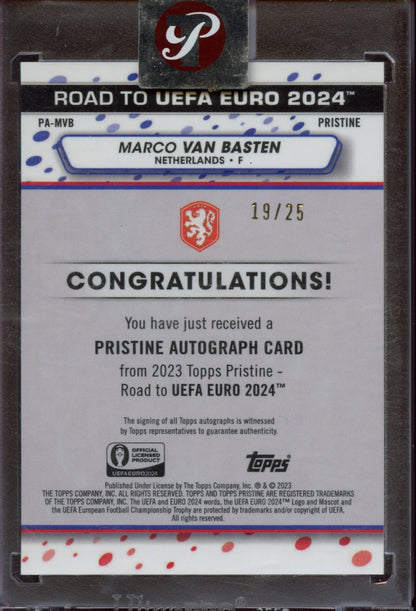 P
ROAD TO UEFA EURO 2024™
PA-MVB
PRISTINE
MARCO VAN BASTEN
NETHERLANDS • F
19/25
CONGRATULATIONS!
You have just received a
PRISTINE AUTOGRAPH CARD
from 2023 Topps Pristine -
Road to UEFA EURO 2024™
The signing of all Topps autographs is witnessed
by Topps representatives to guarantee authenticity.
OFFICIAL
LICENSED
PRODUCT
UEFA EURO2024
topps
Published Under License by The Topps Company, Inc. ® & © 2023
THE TOPPS COMPANY, INC. ALL RIGHTS RESERVED. TOPPS AND TOPPS PRISTINE ARE REGISTERED TRADEMARKS
OF THE TOPPS COMPANY, INC. The UEFA and EURO 2024 words, the UEFA EURO 2024™ Logo and Mascot and
the UEFA European Football Championship Trophy are protected by trademarks and/or copyright of UEFA.
All rights reserved.